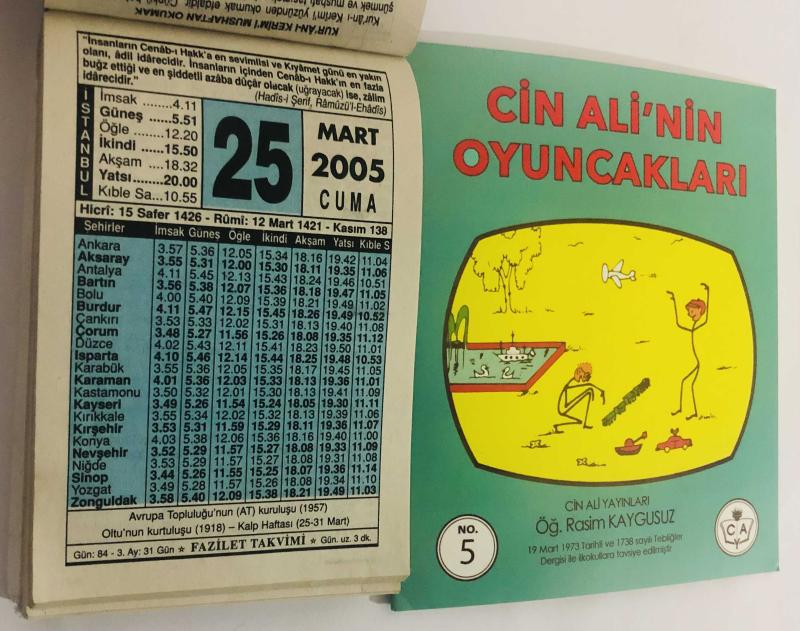 KUR'ÂN-I KERİM'İ MUSHAFTAN OKUMAK
Kur'ân-ı Kerîm'i yüzünden okumak efdaldir. Çünkü
görmek ve mushafı
"İnsanların Cenâb-ı Hakk'a en sevimlisi ve Kıyâmet günü en yakın
olanı, âdil idârecidir. İnsanların içinden Cenâb-ı Hakk'ın en fazla
buğz ettiği ve en şiddetli azâba düçâr olacak (uğrayacak) ise, zâlim
idârecidir."
(Hadîs-i Şerif, Râmûzü'l-Ehâdîs)
İSTANBUL
İmsak ........4.11
Güneş ......5.51
Öğle ........12.20
İkindi ......15.50
Akşam .....18.32
Yatsı........20.00
Kıble Sa...10.55
25
MART
2005
CUMA
Hicrî: 15 Safer 1426 - Rûmî: 12 Mart 1421 - Kasım 138
Şehirler İmsak Güneş Öğle İkindi Akşam Yatsı Kıble S
Ankara 3.57 5.36 12.05 15.34 18.16 19.42 11.04
Aksaray 3.55 5.31 12.00 15.30 18.11 19.35 11.06
Antalya 4.11 5.45 12.13 15.43 18.24 19.46 10.51
Bartın 3.56 5.38 12.07 15.36 18.18 19.47 11.05
Bolu 4.00 5.40 12.09 15.39 18.21 19.49 11.02
Burdur 4.11 5.47 12.15 15.45 18.26 19.49 10.52
Çankırı 3.53 5.33 12.02 15.31 18.13 19.40 11.08
Çorum 3.48 5.27 11.56 15.26 18.08 19.35 11.12
Düzce 4.02 5.43 12.11 15.41 18.23 19.50 11.01
Isparta 4.10 5.46 12.14 15.44 18.25 19.48 10.53
Karabük 3.55 5.36 12.05 15.35 18.17 19.45 11.05
Karaman 4.01 5.36 12.03 15.33 18.13 19.36 11.01
Kastamonu 3.50 5.32 12.04 15.30 18.13 19.41 11.09
Kayseri 3.49 5.26 11.54 15.24 18.05 19.30 11.11
Kırıkkale 3.55 5.34 12.02 15.32 18.13 19.39 11.06
Kırşehir 3.53 5.31 11.59 15.29 18.11 19.36 11.07
Konya 4.03 5.38 12.06 15.36 18.16 19.40 11.00
Nevşehir 3.52 5.29 11.57 15.27 18.08 19.33 11.09
Niğde 3.53 5.29 11.57 15.27 18.08 19.31 11.08
Sinop 3.44 5.26 11.55 15.25 18.07 19.36 11.14
Yozgat 3.49 5.28 11.57 15.26 18.08 19.34 11.10
Zonguldak 3.58 5.40 12.09 15.38 18.21 19.49 11.03
Avrupa Topluluğu'nun (AT) kuruluşu (1957)
Oltu'nun kurtuluşu (1918) – Kalp Haftası (25-31 Mart)
Gün: 84 - 3. Ay: 31 Gün ★ FAZİLET TAKVİMİ ★ Gün. uz. 3 dk.
CİN ALİ'NİN
OYUNCAKLARI
CİN ALİ YAYINLARI
Öğ. Rasim KAYGUSUZ
19 Mart 1973 Tarihli ve 1738 sayılı Tebliğler
Dergisi ile ilkokullara tavsiye edilmiştir
NO.
5
C A